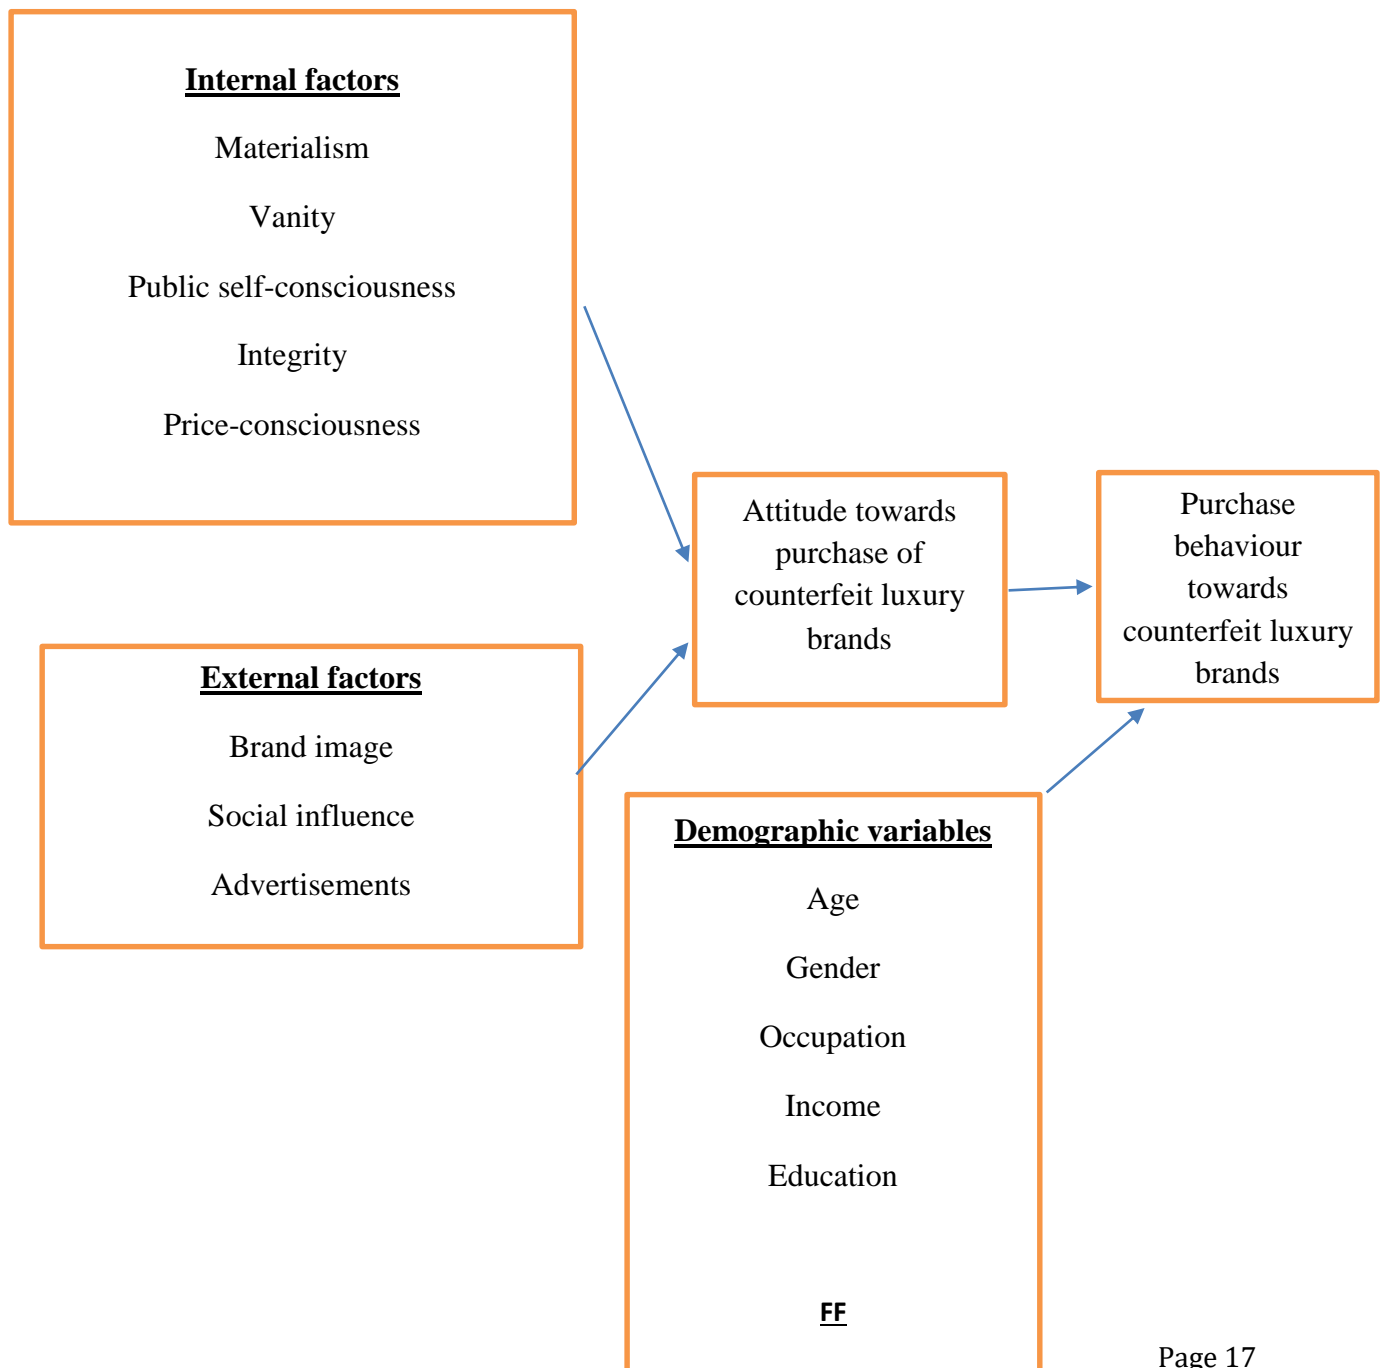 Internal factors
Materialism
Vanity
Public self-consciousness
Integrity
Price-consciousness
Attitude towards
purchase of
counterfeit luxury
brands
Purchase
behaviour
towards
counterfeit luxury
brands
External factors
Brand image
Social influence
Advertisements
Demographic variables
Age
Gender
Occupation
Income
Education
FF
Page 17